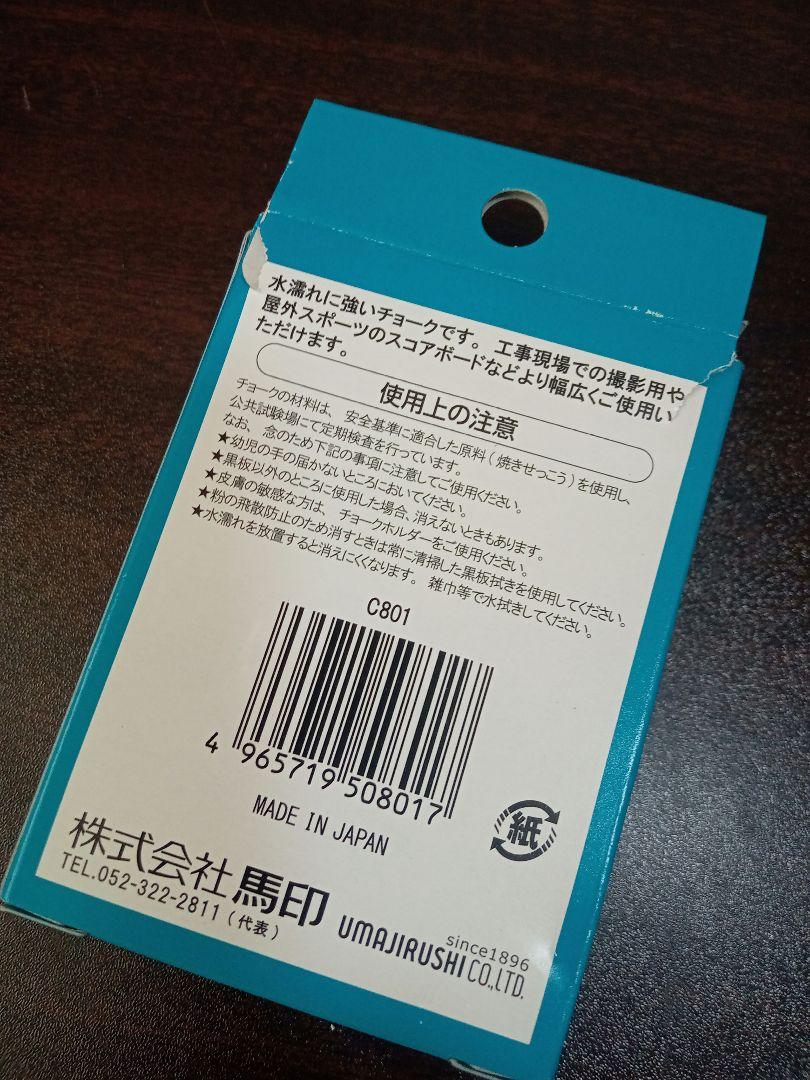 水濡れに強いチョークです。 工事現場での撮影用や
屋外スポーツのスコアボードなどより幅広くご使用い
ただけます。
使用上の注意
チョークの材料は、安全基準に適合した原料(焼きせっこう)を使用し、
公共試験場にて定期検査を行っています。
なお、念のため下記の事項に注意してご使用ください。
★幼児の手の届かないところにおいてください。
★黒板以外のところに使用した場合、消えないときもあります。
★皮膚の敏感な方は、チョークホルダーをご使用ください。
★粉の飛散防止のため消すときは常に清掃した黒板拭きを使用してください。
★水濡れを放置すると消えにくくなります。雑巾等で水拭きしてください。
C801
4 965719 508017
MADE IN JAPAN
紙
株式会社 馬印
TEL.052-322-2811(代表)
since1896
UMAJIRUSHI CO.,LTD.